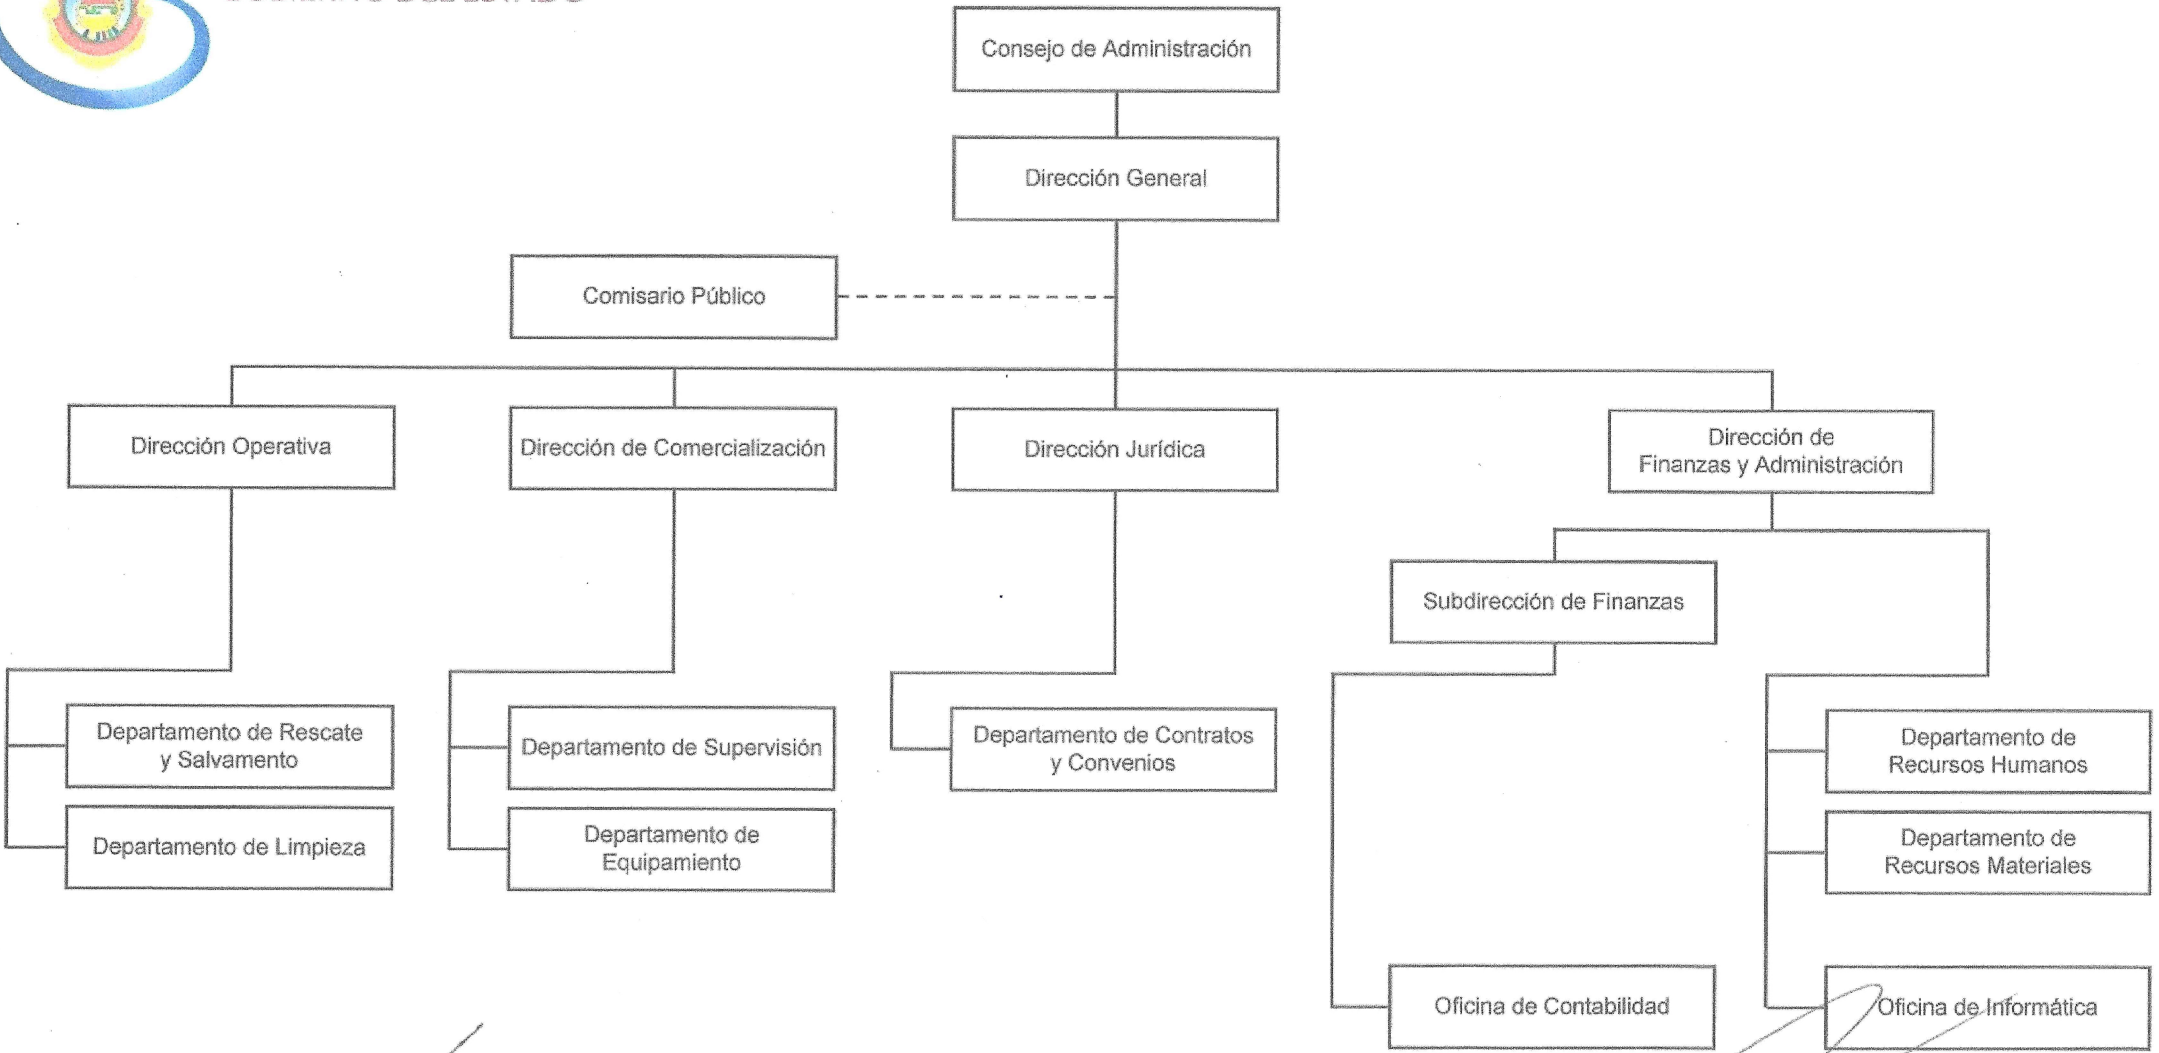 Consejo de Administración
Dirección General
Comisario Público
Dirección Operativa
Dirección de Comercialización
Dirección Jurídica
Dirección de
Finanzas y Administración
Subdirección de Finanzas
Departamento de Rescate
y Salvamento
Departamento de Supervisión
Departamento de Contratos
y Convenios
Departamento de
Recursos Humanos
Departamento de Limpieza
Departamento de
Equipamiento
Departamento de
Recursos Materiales
Oficina de Contabilidad
Oficina de Informática